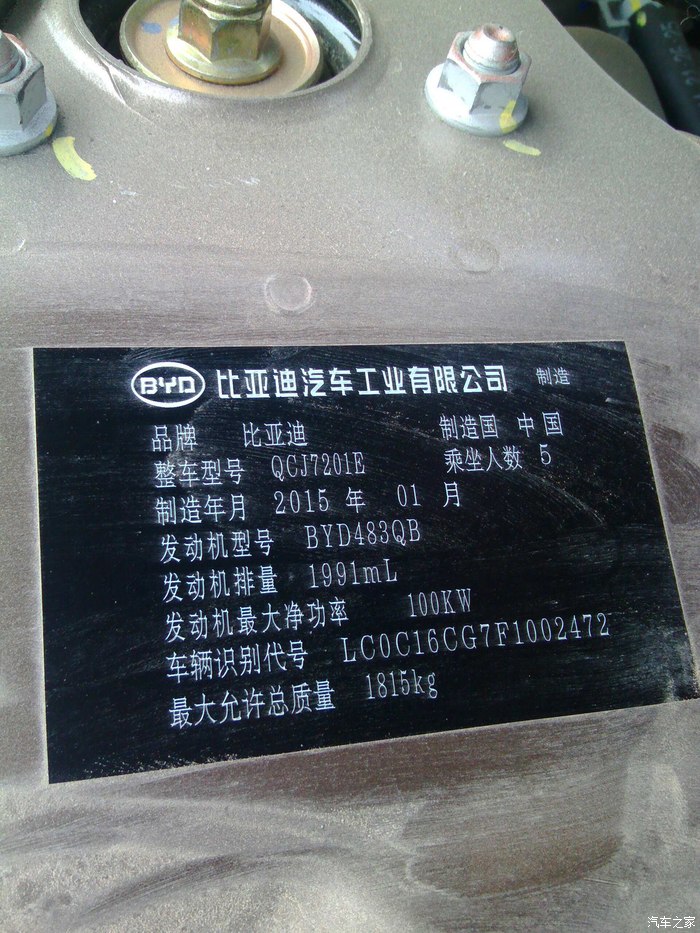 BYD 比亚迪汽车工业有限公司 制造
品牌 比亚迪 制造国 中国
整车型号 QCJ7201E 乘坐人数 5
制造年月 2015 年 01 月
发动机型号 BYD483QB
发动机排量 1991mL
发动机最大净功率 100KW
车辆识别代号 LC0C16CG7F1002472
最大允许总质量 1815kg
汽车之家